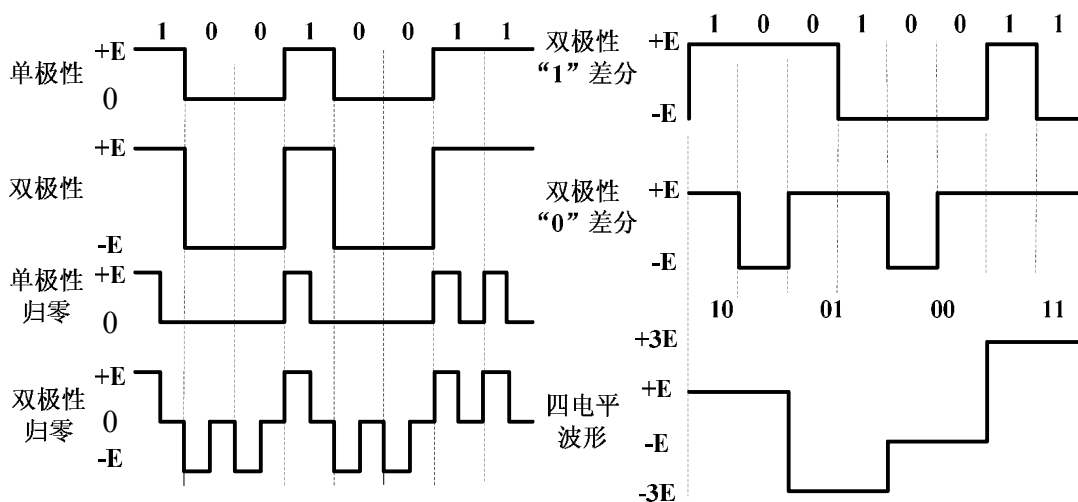 1 0 0 1 0 0 1 1
+E
单极性
0
+E
双极性
-E
+E
单极性
归零
0
+E
双极性
归零
0
-E
1 0 0 1 0 0 1 1
+E
双极性
“1”差分
-E
+E
双极性
“0”差分
-E
10 01 00 11
+3E
+E
四电平
波形
-E
-3E